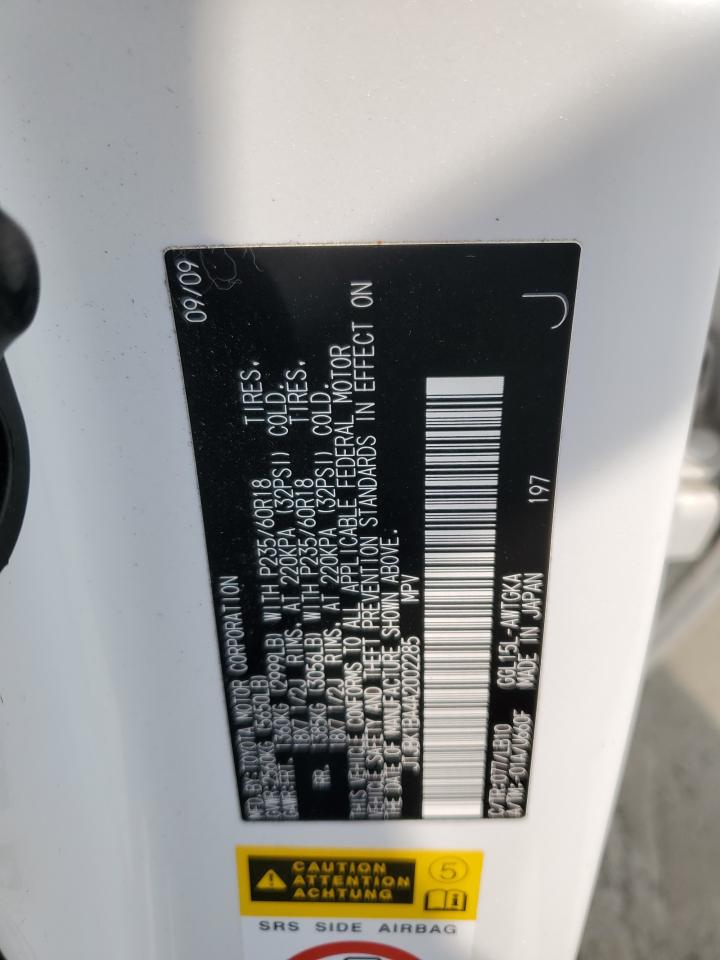 MFD. BY: TOYOTA MOTOR CORPORATION 09/09
GVWR: 2563KG (5650LB)
GAWR: FRT. 1360KG (2999LB) WITH P235/60R18 TIRES.
18X7 1/2J RIMS. AT 220KPA (32PSI) COLD.
RR. 1385KG (3056LB) WITH P235/60R18 TIRES.
18X7 1/2J RIMS. AT 220KPA (32PSI) COLD.
THIS VEHICLE CONFORMS TO ALL APPLICABLE FEDERAL MOTOR
VEHICLE SAFETY AND THEFT PREVENTION STANDARDS IN EFFECT ON
THE DATE OF MANUFACTURE SHOWN ABOVE.
JTJBK1BA4A2002285 MPV
C/TR:077/LB10 GGL15L-AWTGKA 197 J
A/TM:-01A/U660F MADE IN JAPAN
CAUTION
ATTENTION
ACHTUNG
5
SRS SIDE AIRBAG